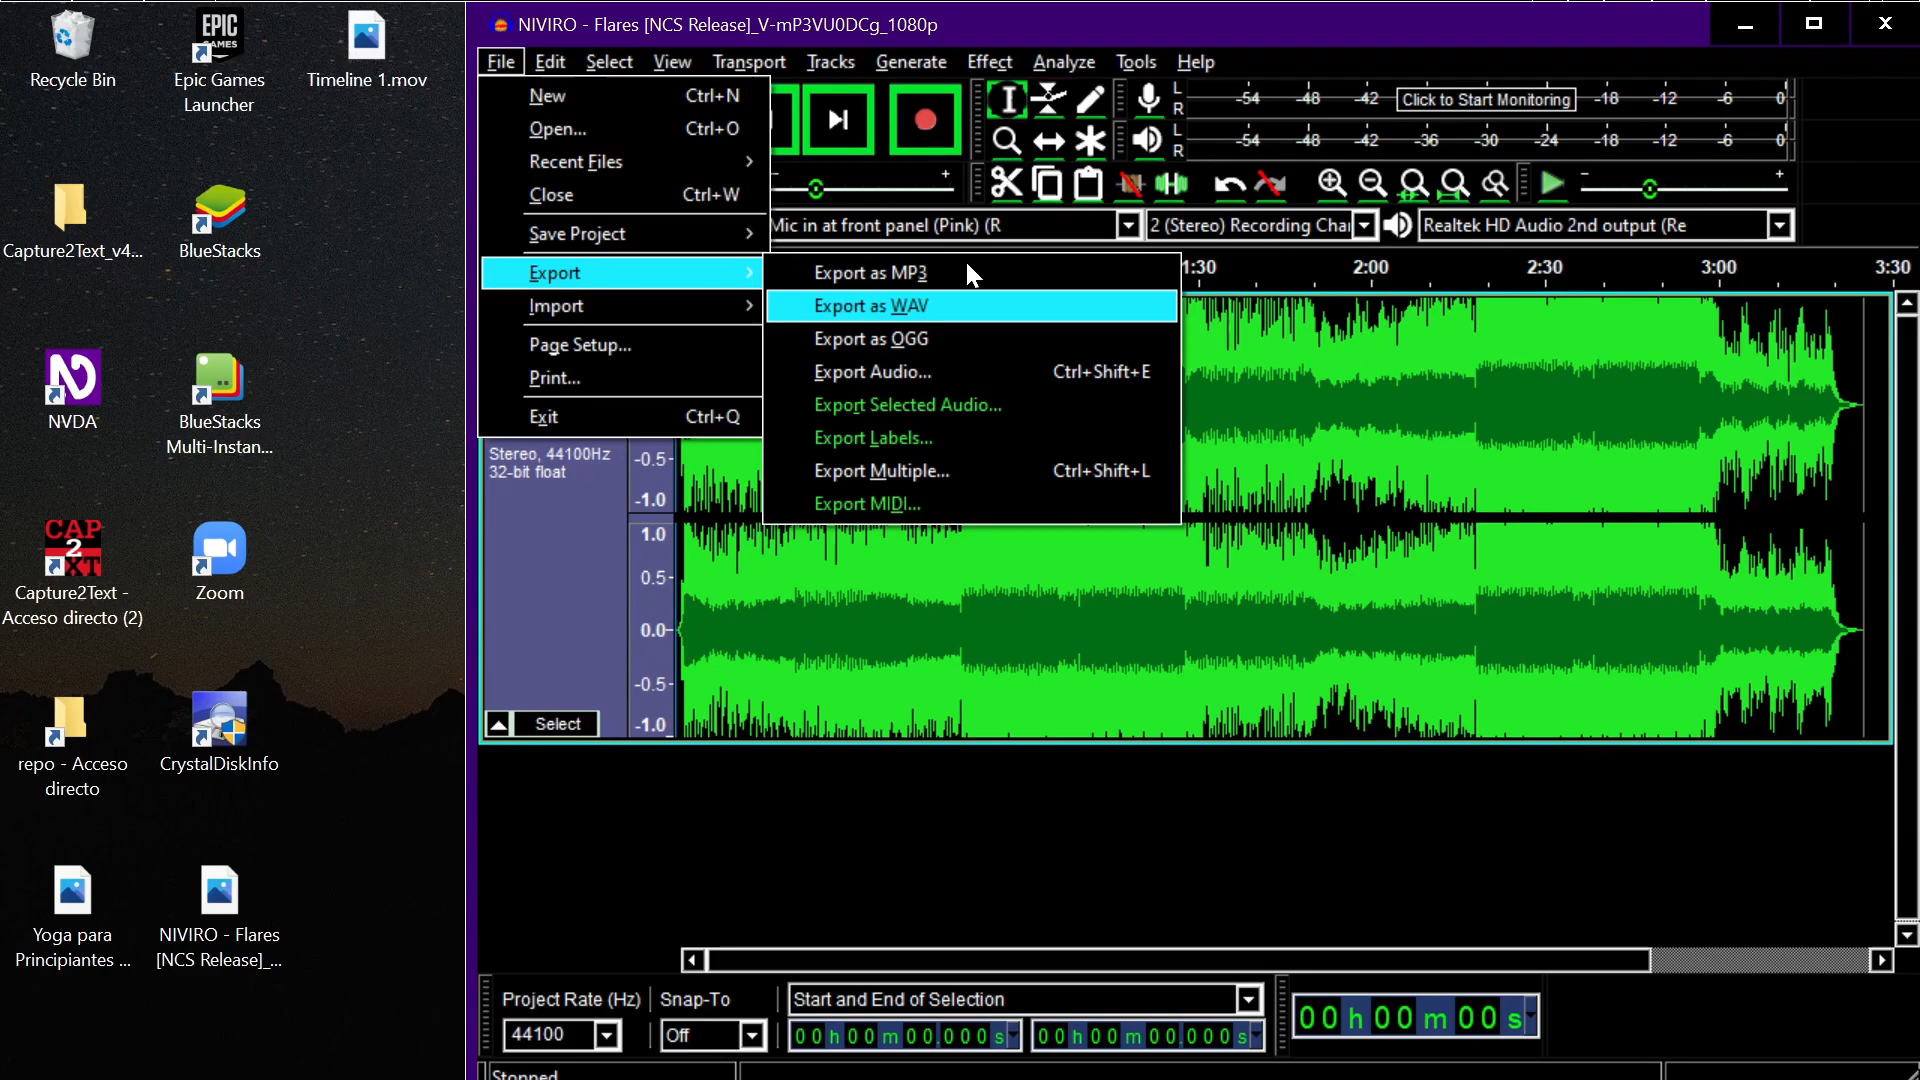 Recycle Bin
EPIC
GAMES
Epic Games
Launcher
Timeline 1.mov
Capture2Text_v4...
BlueStacks
NVDA
BlueStacks
Multi-Instan...
CAP
2
TXT
Capture2Text -
Acceso directo (2)
Zoom
repo - Acceso
directo
CrystalDiskInfo
Yoga para
Principiantes ...
NIVIRO - Flares
[NCS Release]_...
NIVIRO - Flares [NCS Release]_V-mP3VU0DCg_1080p
File Edit Select View Transport Tracks Generate Effect Analyze Tools Help
New Ctrl+N
Open... Ctrl+O
Recent Files
Close Ctrl+W
Save Project
Export
Import
Page Setup...
Print...
Exit Ctrl+Q
Export as MP3
Export as WAV
Export as OGG
Export Audio... Ctrl+Shift+E
Export Selected Audio...
Export Labels...
Export Multiple... Ctrl+Shift+L
Export MIDI...
L
R
-54 -48 -42 Click to Start Monitoring -18 -12 -6 0
L
R
-54 -48 -42 -36 -30 -24 -18 -12 -6 0
- +
- +
Mic in at front panel (Pink) (R
2 (Stereo) Recording Chai
Realtek HD Audio 2nd output (Re
1:30 2:00 2:30 3:00 3:30
Stereo, 44100Hz
32-bit float
-0.5-
-1.0
1.0
0.5-
0.0-
-0.5-
-1.0
Select
Project Rate (Hz) Snap-To Start and End of Selection
44100 Off 00h00m00.000s 00h00m00.000s
00h00m00s
Stopped